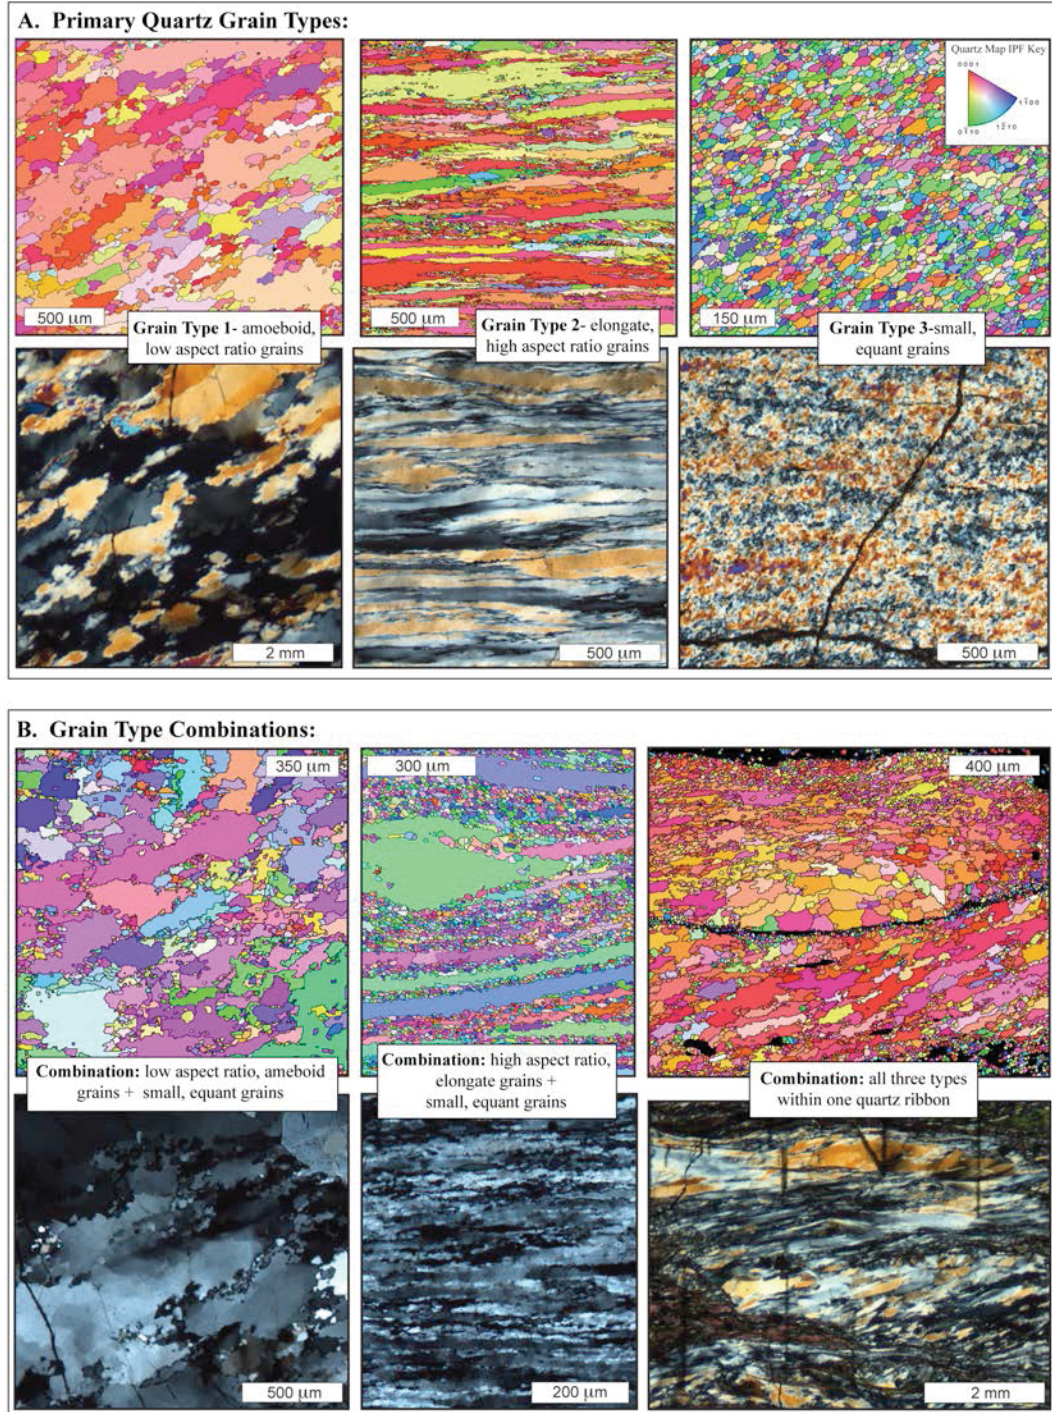 A. Primary Quartz Grain Types:
Quartz Map IPF Key
0001
1̄100
01̄10
12̄10
500 µm
500 µm
150 µm
Grain Type 1- amoeboid,
low aspect ratio grains
Grain Type 2- elongate,
high aspect ratio grains
Grain Type 3-small,
equant grains
2 mm
500 µm
500 µm
B. Grain Type Combinations:
350 µm
300 µm
400 µm
Combination: low aspect ratio, ameboid
grains + small, equant grains
Combination: high aspect ratio,
elongate grains +
small, equant grains
Combination: all three types
within one quartz ribbon
500 µm
200 µm
2 mm